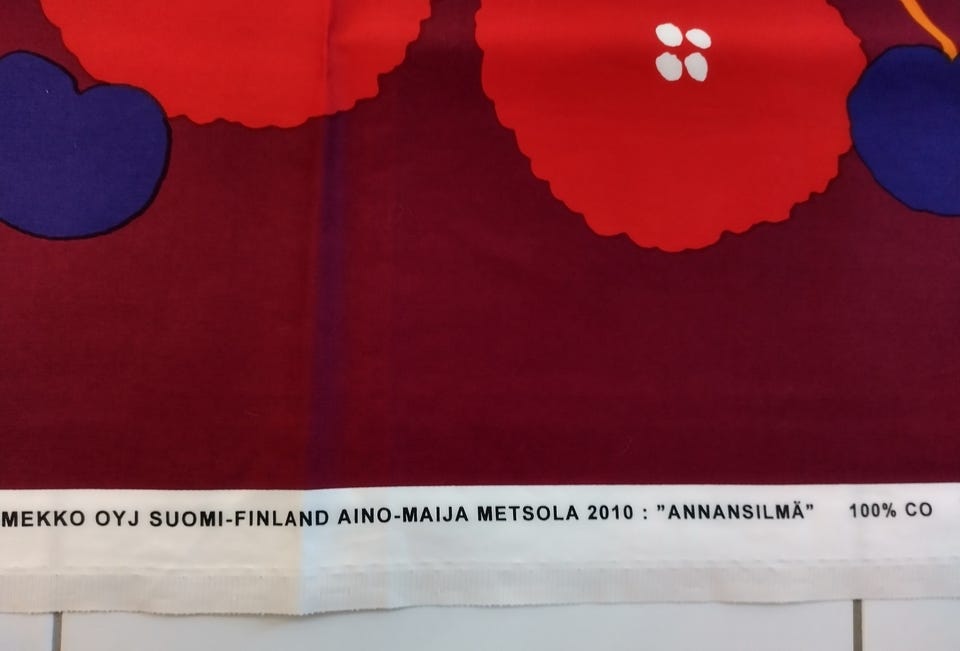 MEKKO OYJ SUOMI-FINLAND AINO-MAIJA METSOLA 2010 : ”ANNANSILMÄ” 100% CO